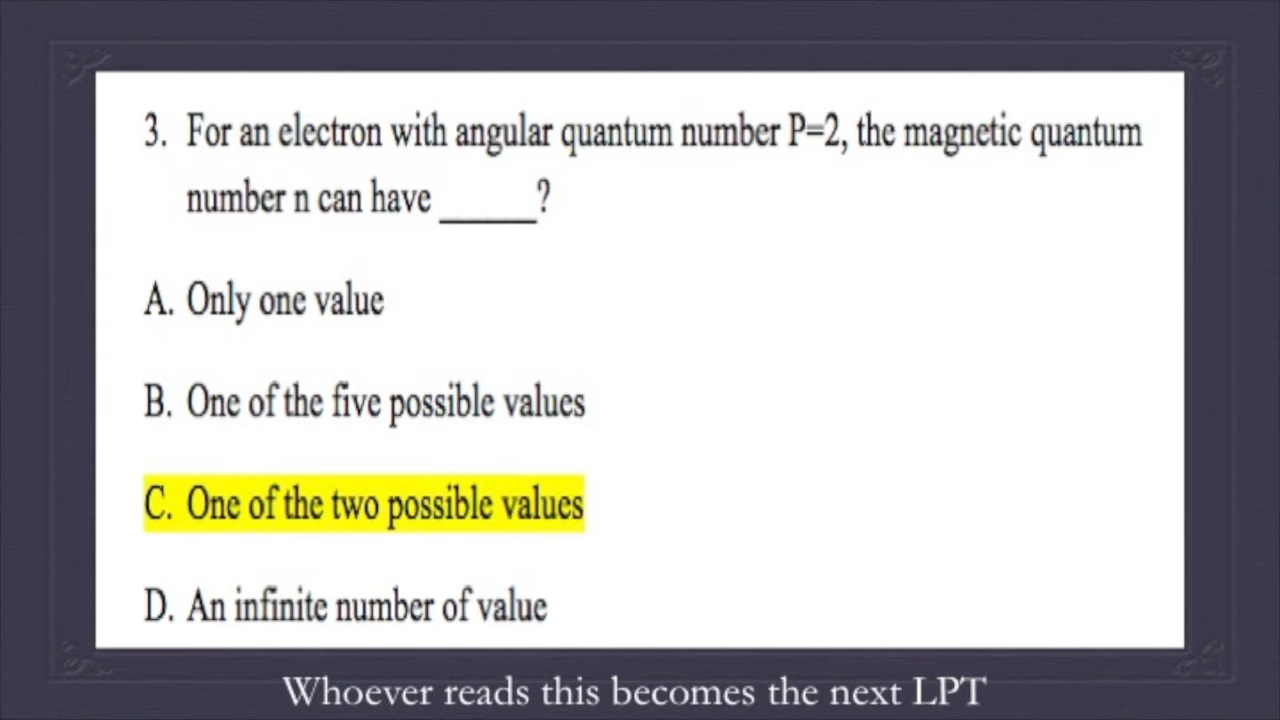 3. For an electron with angular quantum number P=2, the magnetic quantum
number n can have _____?
A. Only one value
B. One of the five possible values
C. One of the two possible values
D. An infinite number of value
Whoever reads this becomes the next LPT